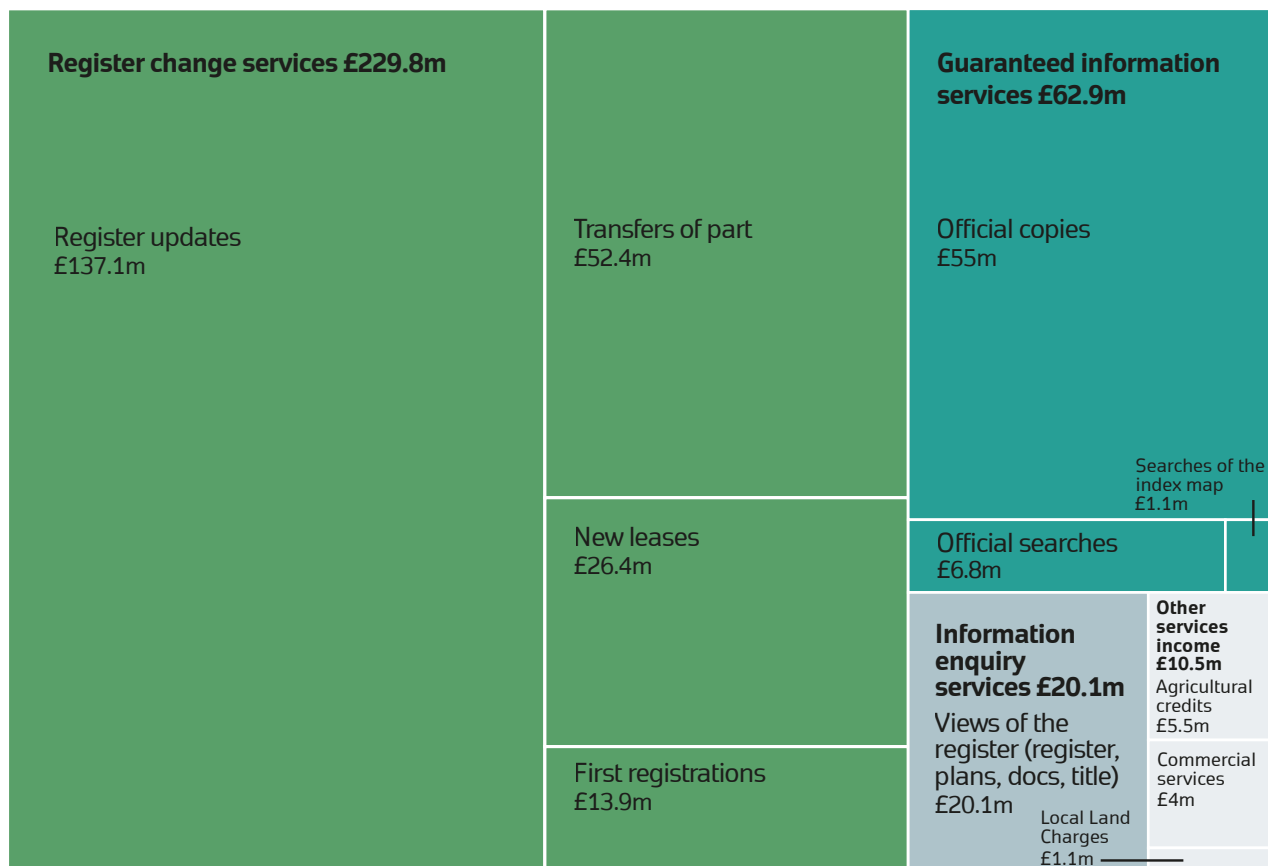 Register change services £229.8m
Register updates
£137.1m
Transfers of part
£52.4m
New leases
£26.4m
First registrations
£13.9m
Guaranteed information
services £62.9m
Official copies
£55m
Searches of the
index map
£1.1m
Official searches
£6.8m
Information
enquiry
services £20.1m
Views of the
register (register,
plans, docs, title)
£20.1m
Other
services
income
£10.5m
Agricultural
credits
£5.5m
Commercial
services
£4m
Local Land
Charges
£1.1m